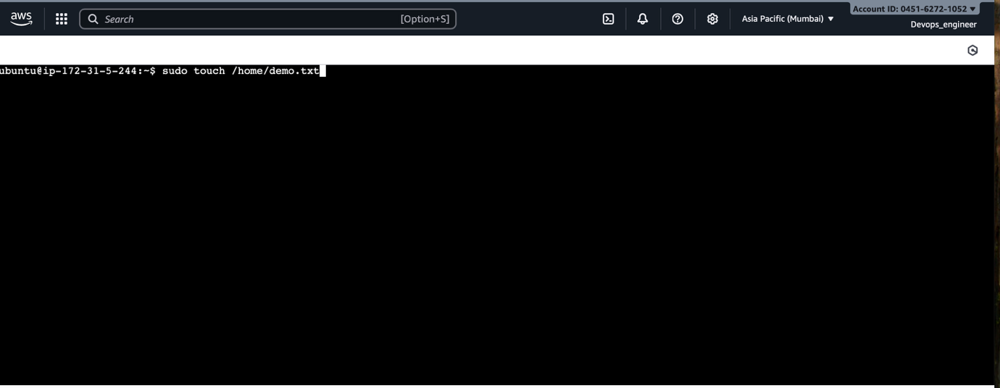 aws
Search [Option+S]
Asia Pacific (Mumbai)
Account ID: 0451-6272-1052
Devops_engineer
ubuntu@ip-172-31-5-244:~$ sudo touch /home/demo.txt